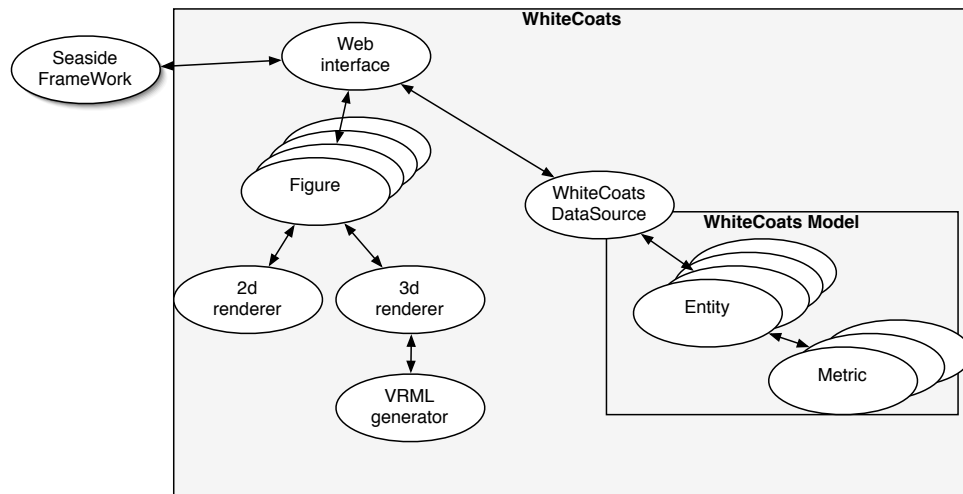 WhiteCoats
Seaside
FrameWork
Web
interface
Figure
WhiteCoats
DataSource
WhiteCoats Model
2d
renderer
3d
renderer
Entity
VRML
generator
Metric